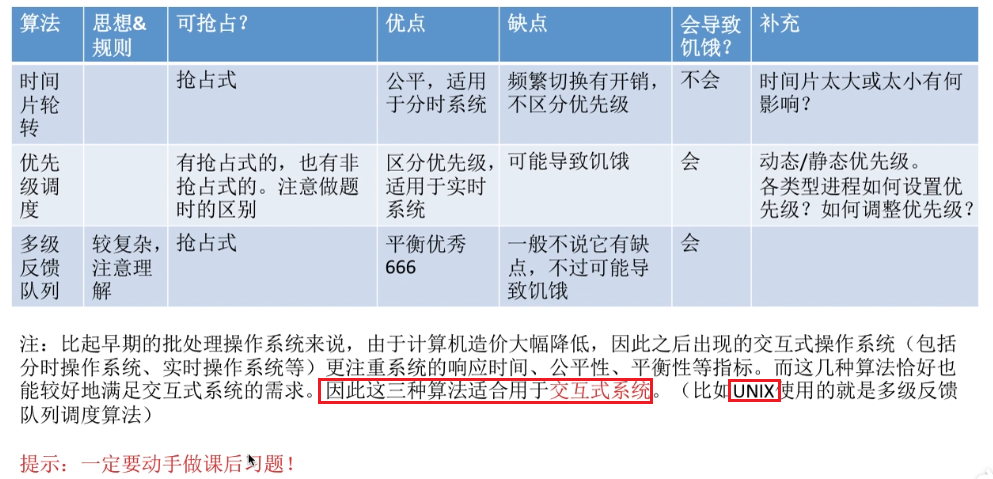 算法 思想& 可抢占？ 优点 缺点 会导致 补充
规则 饥饿？
时间 抢占式 公平，适用 频繁切换有开销， 不会 时间片太大或太小有何
片轮 于分时系统 不区分优先级 影响？
转
优先 有抢占式的，也有非 区分优先级， 可能导致饥饿 会 动态/静态优先级。
级调 抢占式的。注意做题 适用于实时 各类型进程如何设置优
度 时的区别 系统 先级？如何调整优先级？
多级 较复杂， 抢占式 平衡优秀 一般不说它有缺 会
反馈 注意理 666 点，不过可能导
队列 解 致饥饿
注：比起早期的批处理操作系统来说，由于计算机造价大幅降低，因此之后出现的交互式操作系统（包括
分时操作系统、实时操作系统等）更注重系统的响应时间、公平性、平衡性等指标。而这几种算法恰好也
能较好地满足交互式系统的需求。因此这三种算法适合用于交互式系统。（比如UNIX使用的就是多级反馈
队列调度算法）
提示：一定要动手做课后习题！